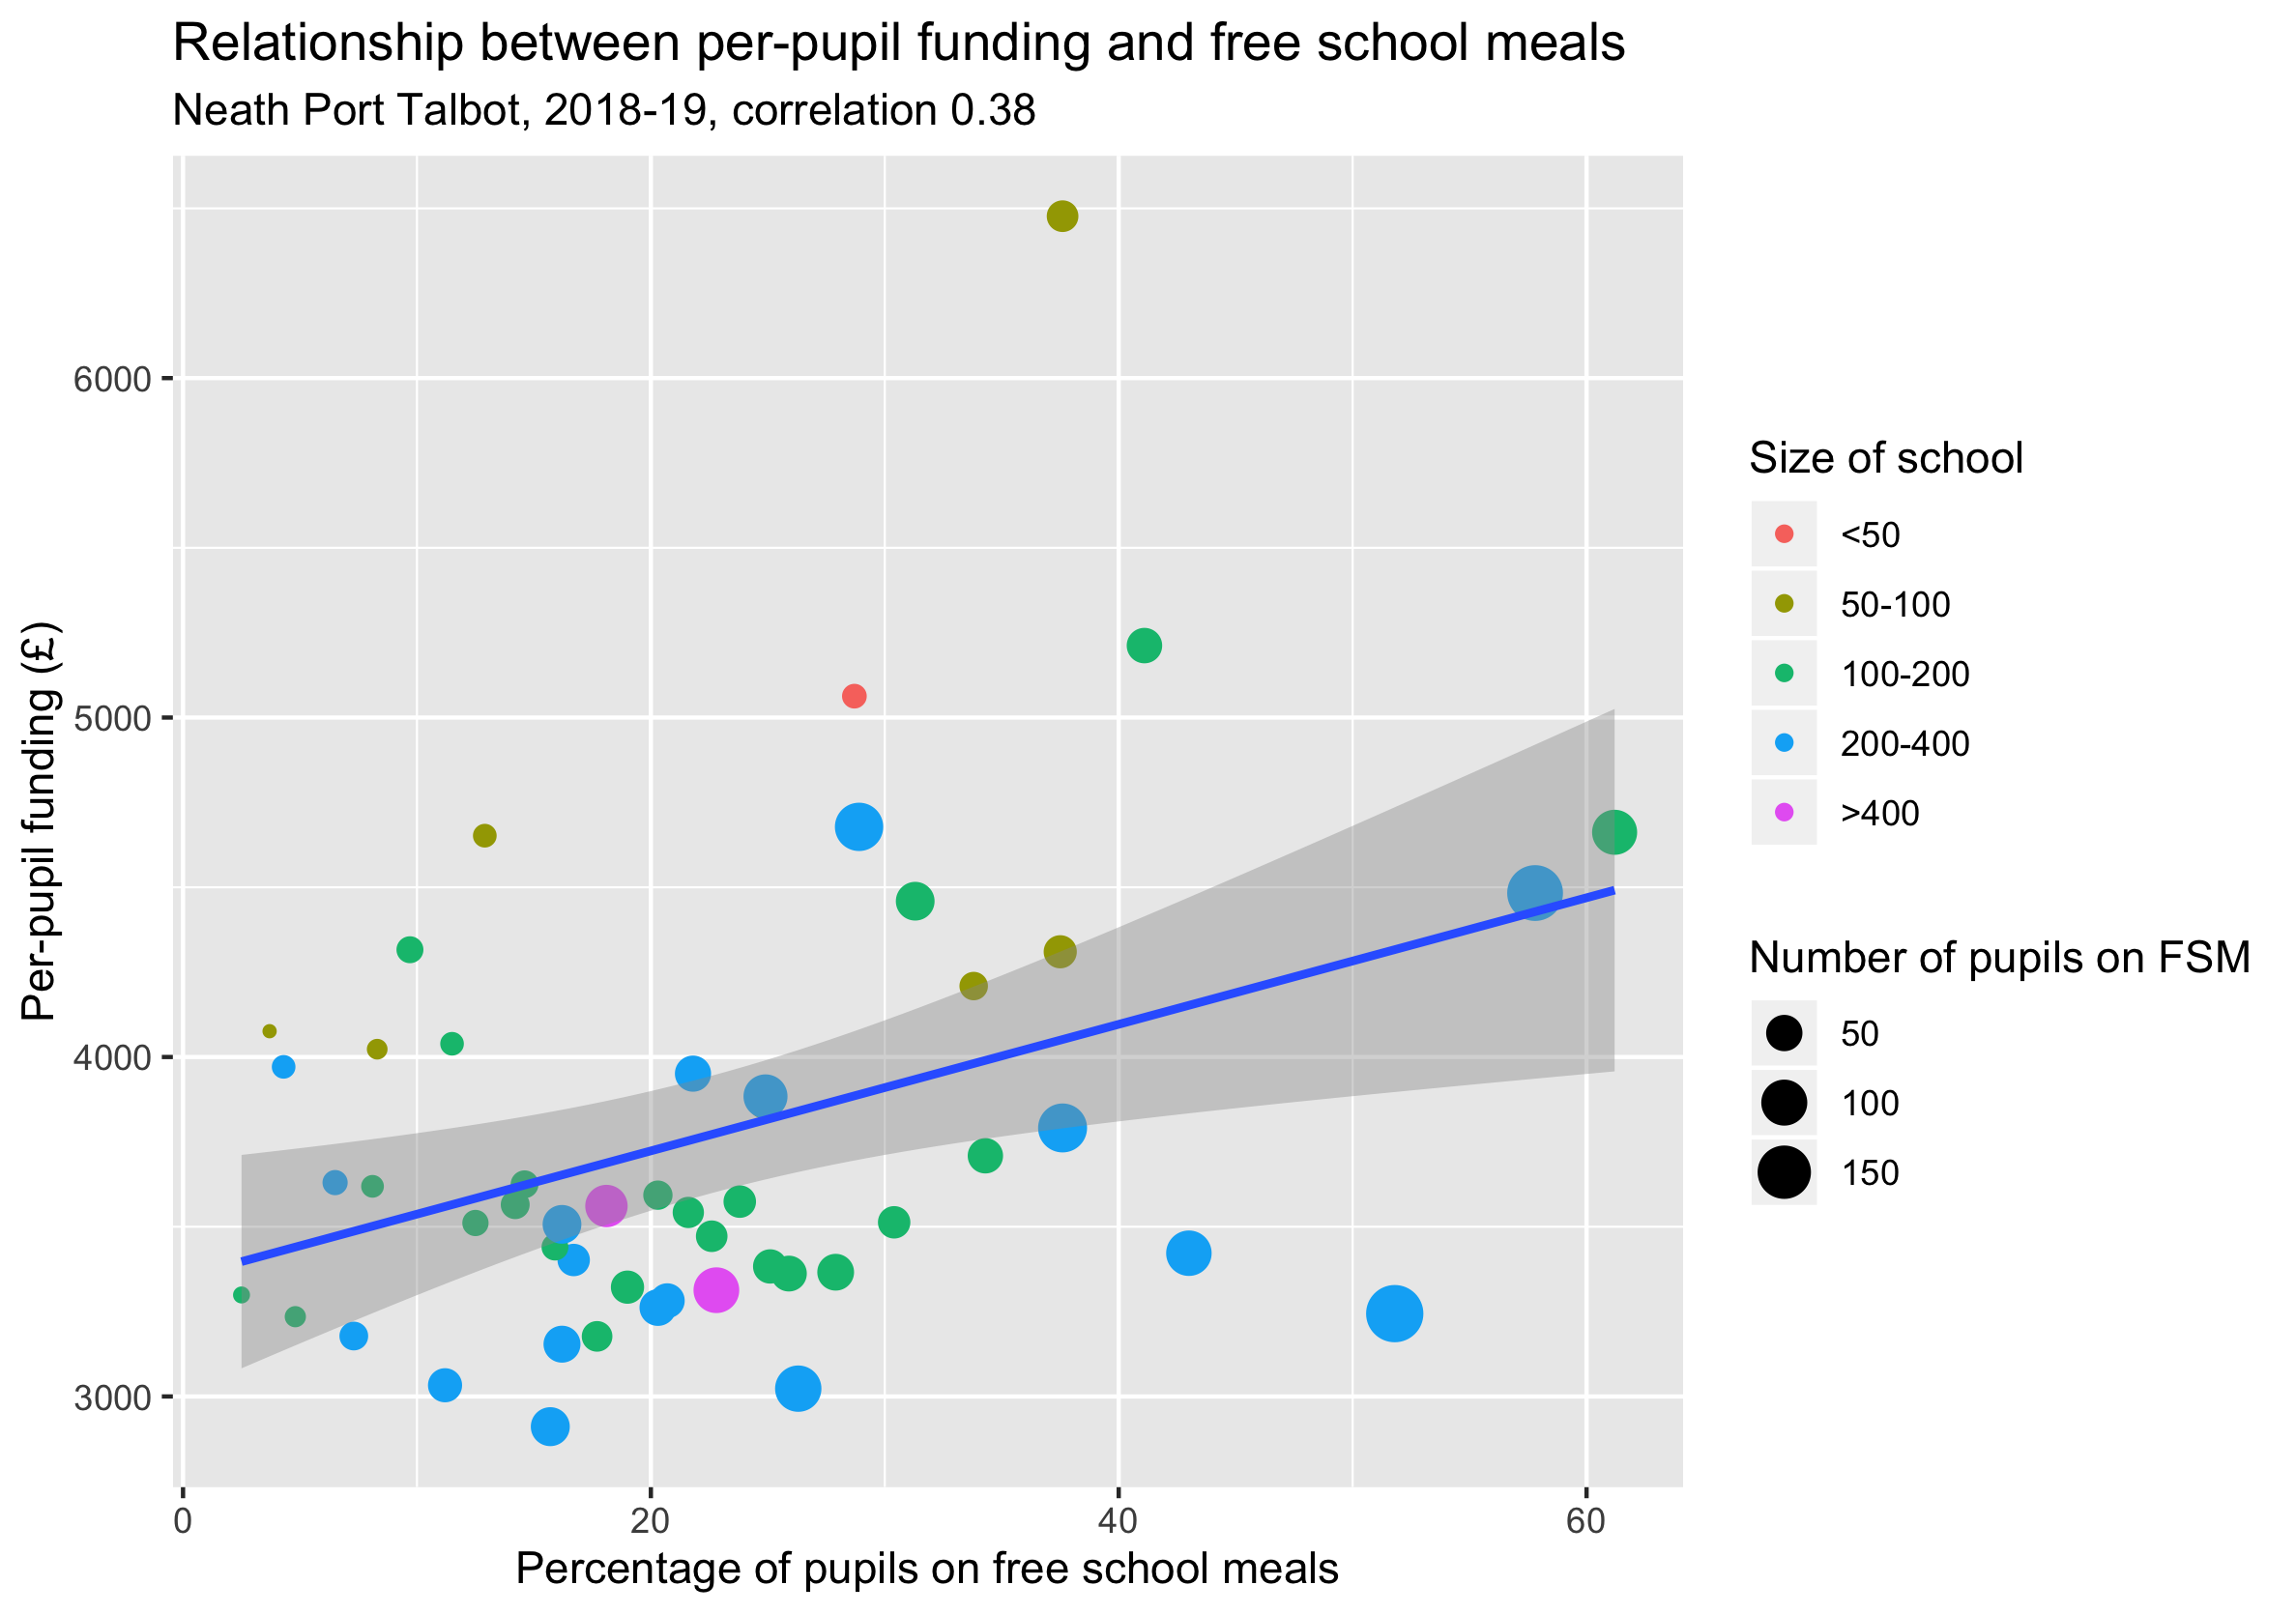 Relationship between per-pupil funding and free school meals
Neath Port Talbot, 2018-19, correlation 0.38
Per-pupil funding (£)
6000
5000
4000
3000
0
20
40
60
Percentage of pupils on free school meals
Size of school
<50
50-100
100-200
200-400
>400
Number of pupils on FSM
50
100
150